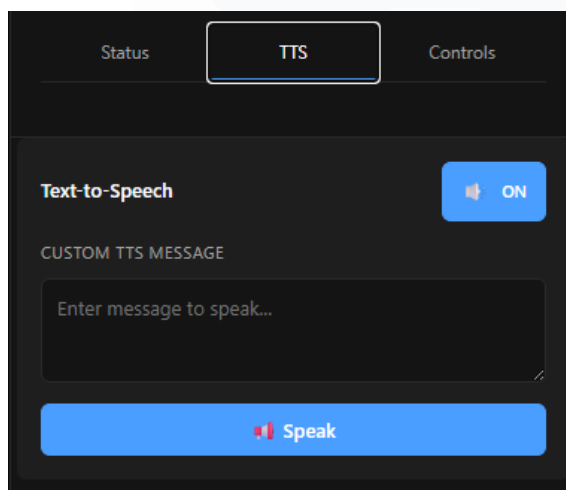 Status TTS Controls
Text-to-Speech ON
CUSTOM TTS MESSAGE
Enter message to speak...
Speak